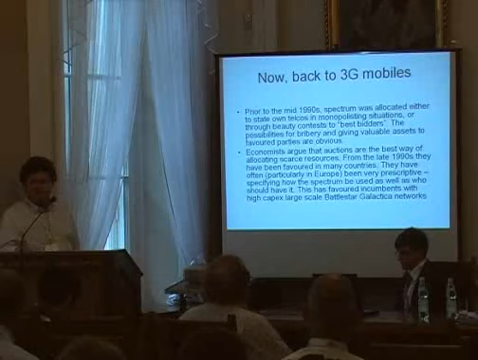 Now, back to 3G mobiles
• Prior to the mid 1990s, spectrum was allocated either
to state own telcos in monopolisting situations, or
through beauty contests to "best bidders". The
possibilities for bribery and giving valuable assets to
favoured parties are obvious.
• Economists argue that auctions are the best way of
allocating scarce resources. From the late 1990s they
have been favoured in many countries. They have
often (particularly in Europe) been very prescriptive –
specifying how the spectrum be used as well as who
should have it. This has favoured incumbents with
high capex large scale Battlestar Galactica networks